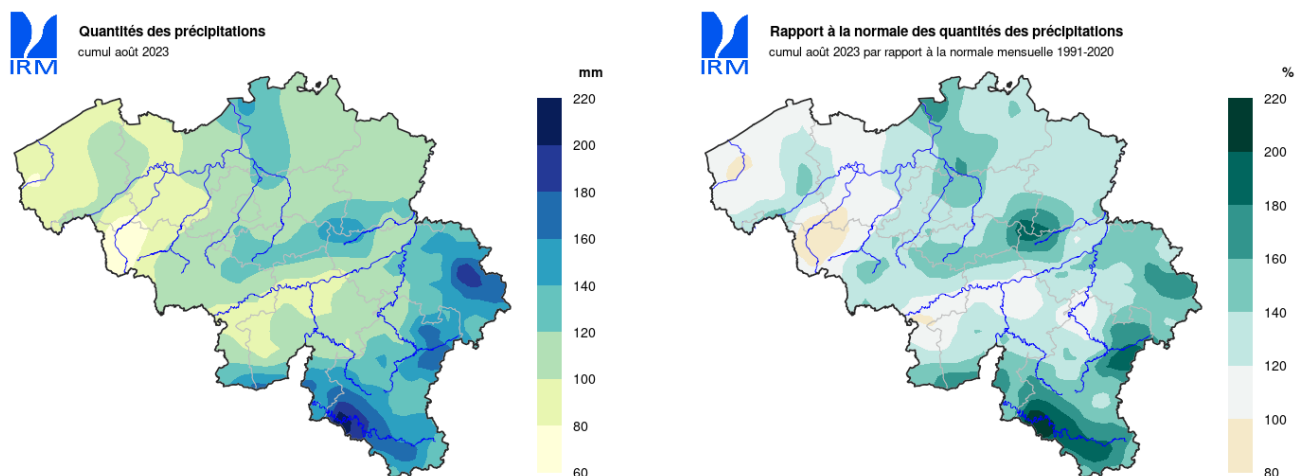 IRM
Quantités des précipitations
cumul août 2023
mm
220
200
180
160
140
120
100
80
60
IRM
Rapport à la normale des quantités des précipitations
cumul août 2023 par rapport à la normale mensuelle 1991-2020
%
220
200
180
160
140
120
100
80